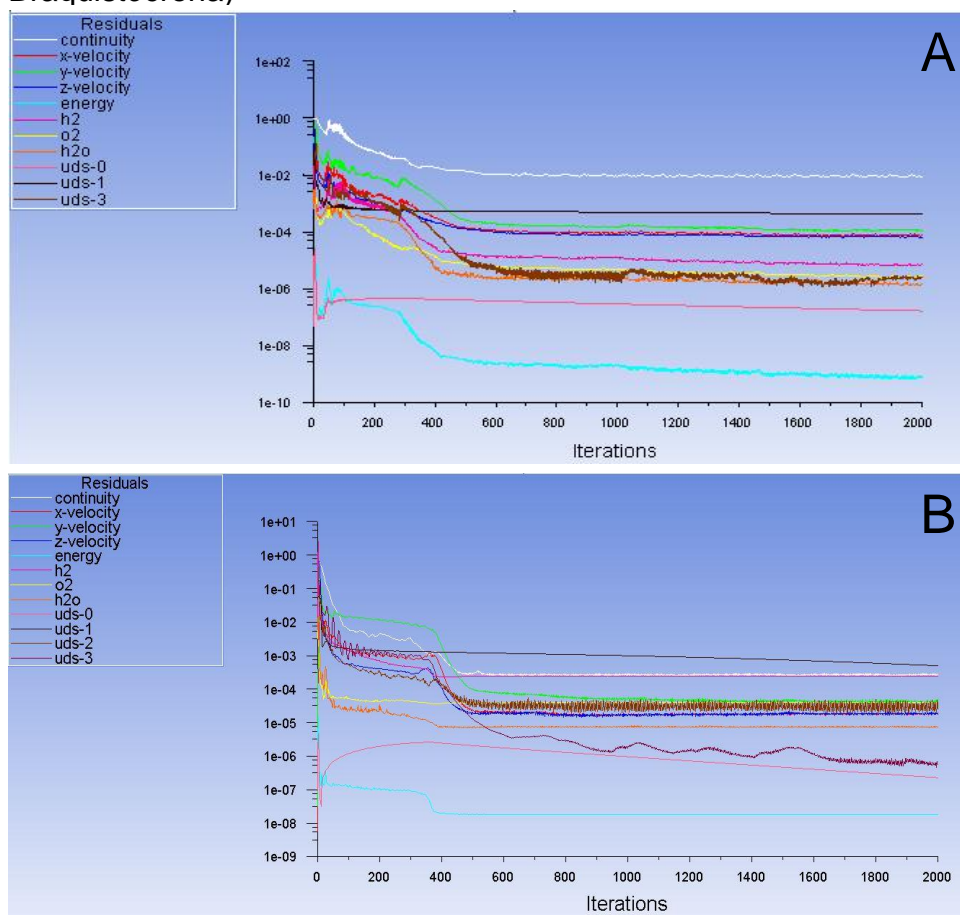 Braquistócrona)
Residuals
continuity
x-velocity
y-velocity
z-velocity
energy
h2
o2
h2o
uds-0
uds-1
uds-3
A
1e+02
1e+00
1e-02
1e-04
1e-06
1e-08
1e-10
0 200 400 600 800 1000 1200 1400 1600 1800 2000
Iterations
Residuals
continuity
x-velocity
y-velocity
z-velocity
energy
h2
o2
h2o
uds-0
uds-1
uds-2
uds-3
B
1e+01
1e+00
1e-01
1e-02
1e-03
1e-04
1e-05
1e-06
1e-07
1e-08
1e-09
0 200 400 600 800 1000 1200 1400 1600 1800 2000
Iterations